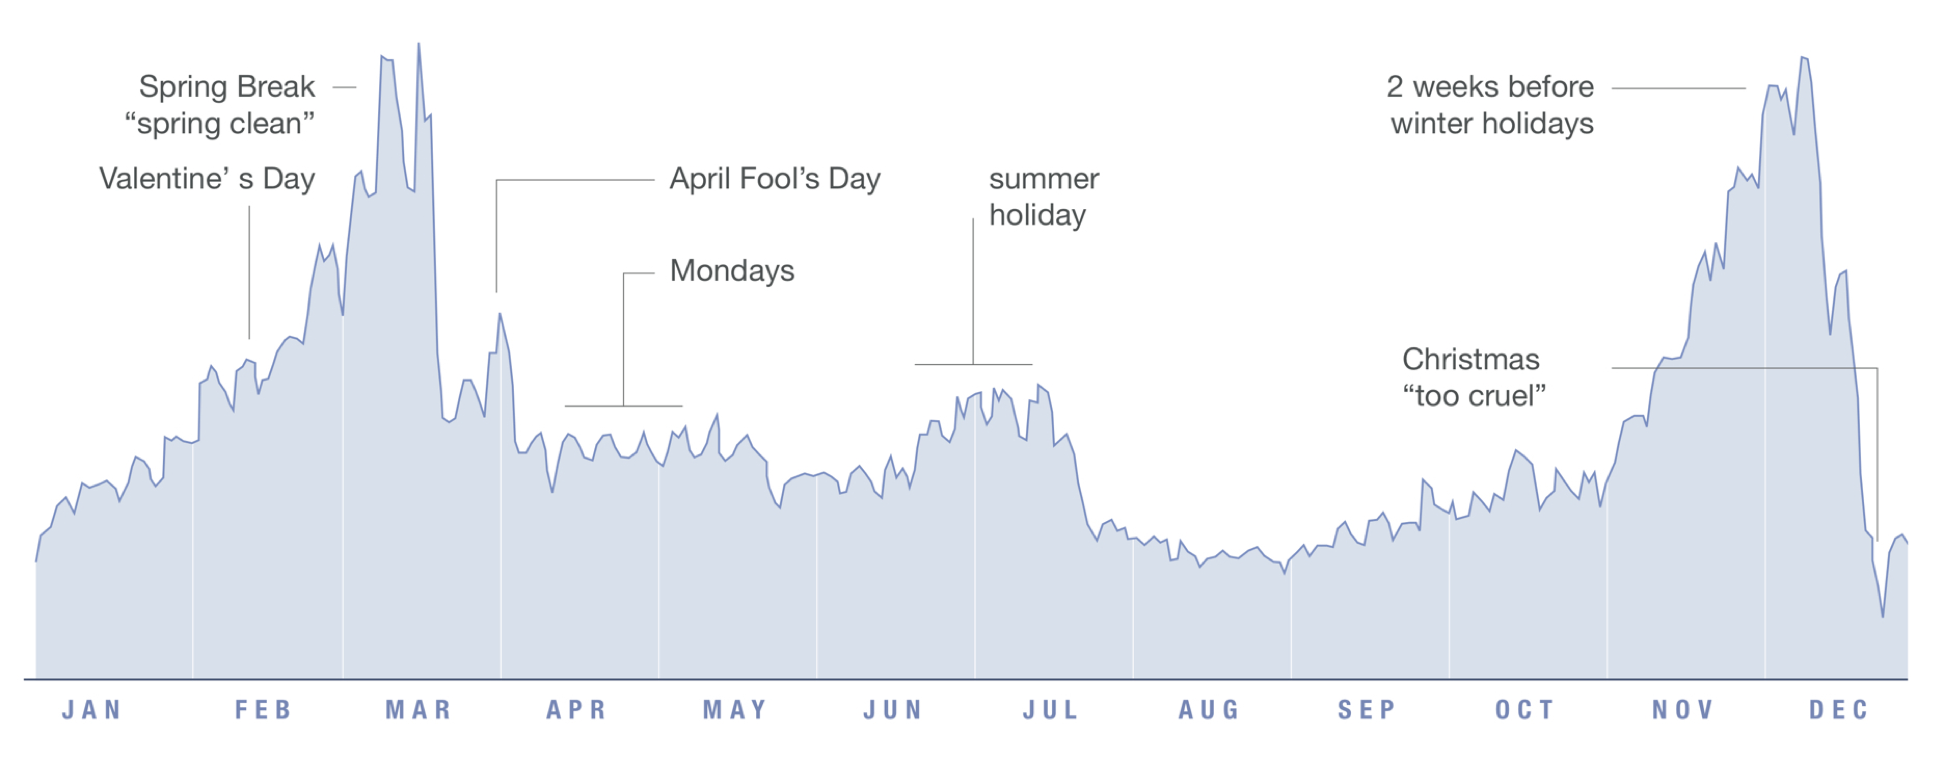 Spring Break
“spring clean”
Valentine’ s Day
April Fool’s Day
Mondays
summer
holiday
2 weeks before
winter holidays
Christmas
“too cruel”
JAN FEB MAR APR MAY JUN JUL AUG SEP OCT NOV DEC